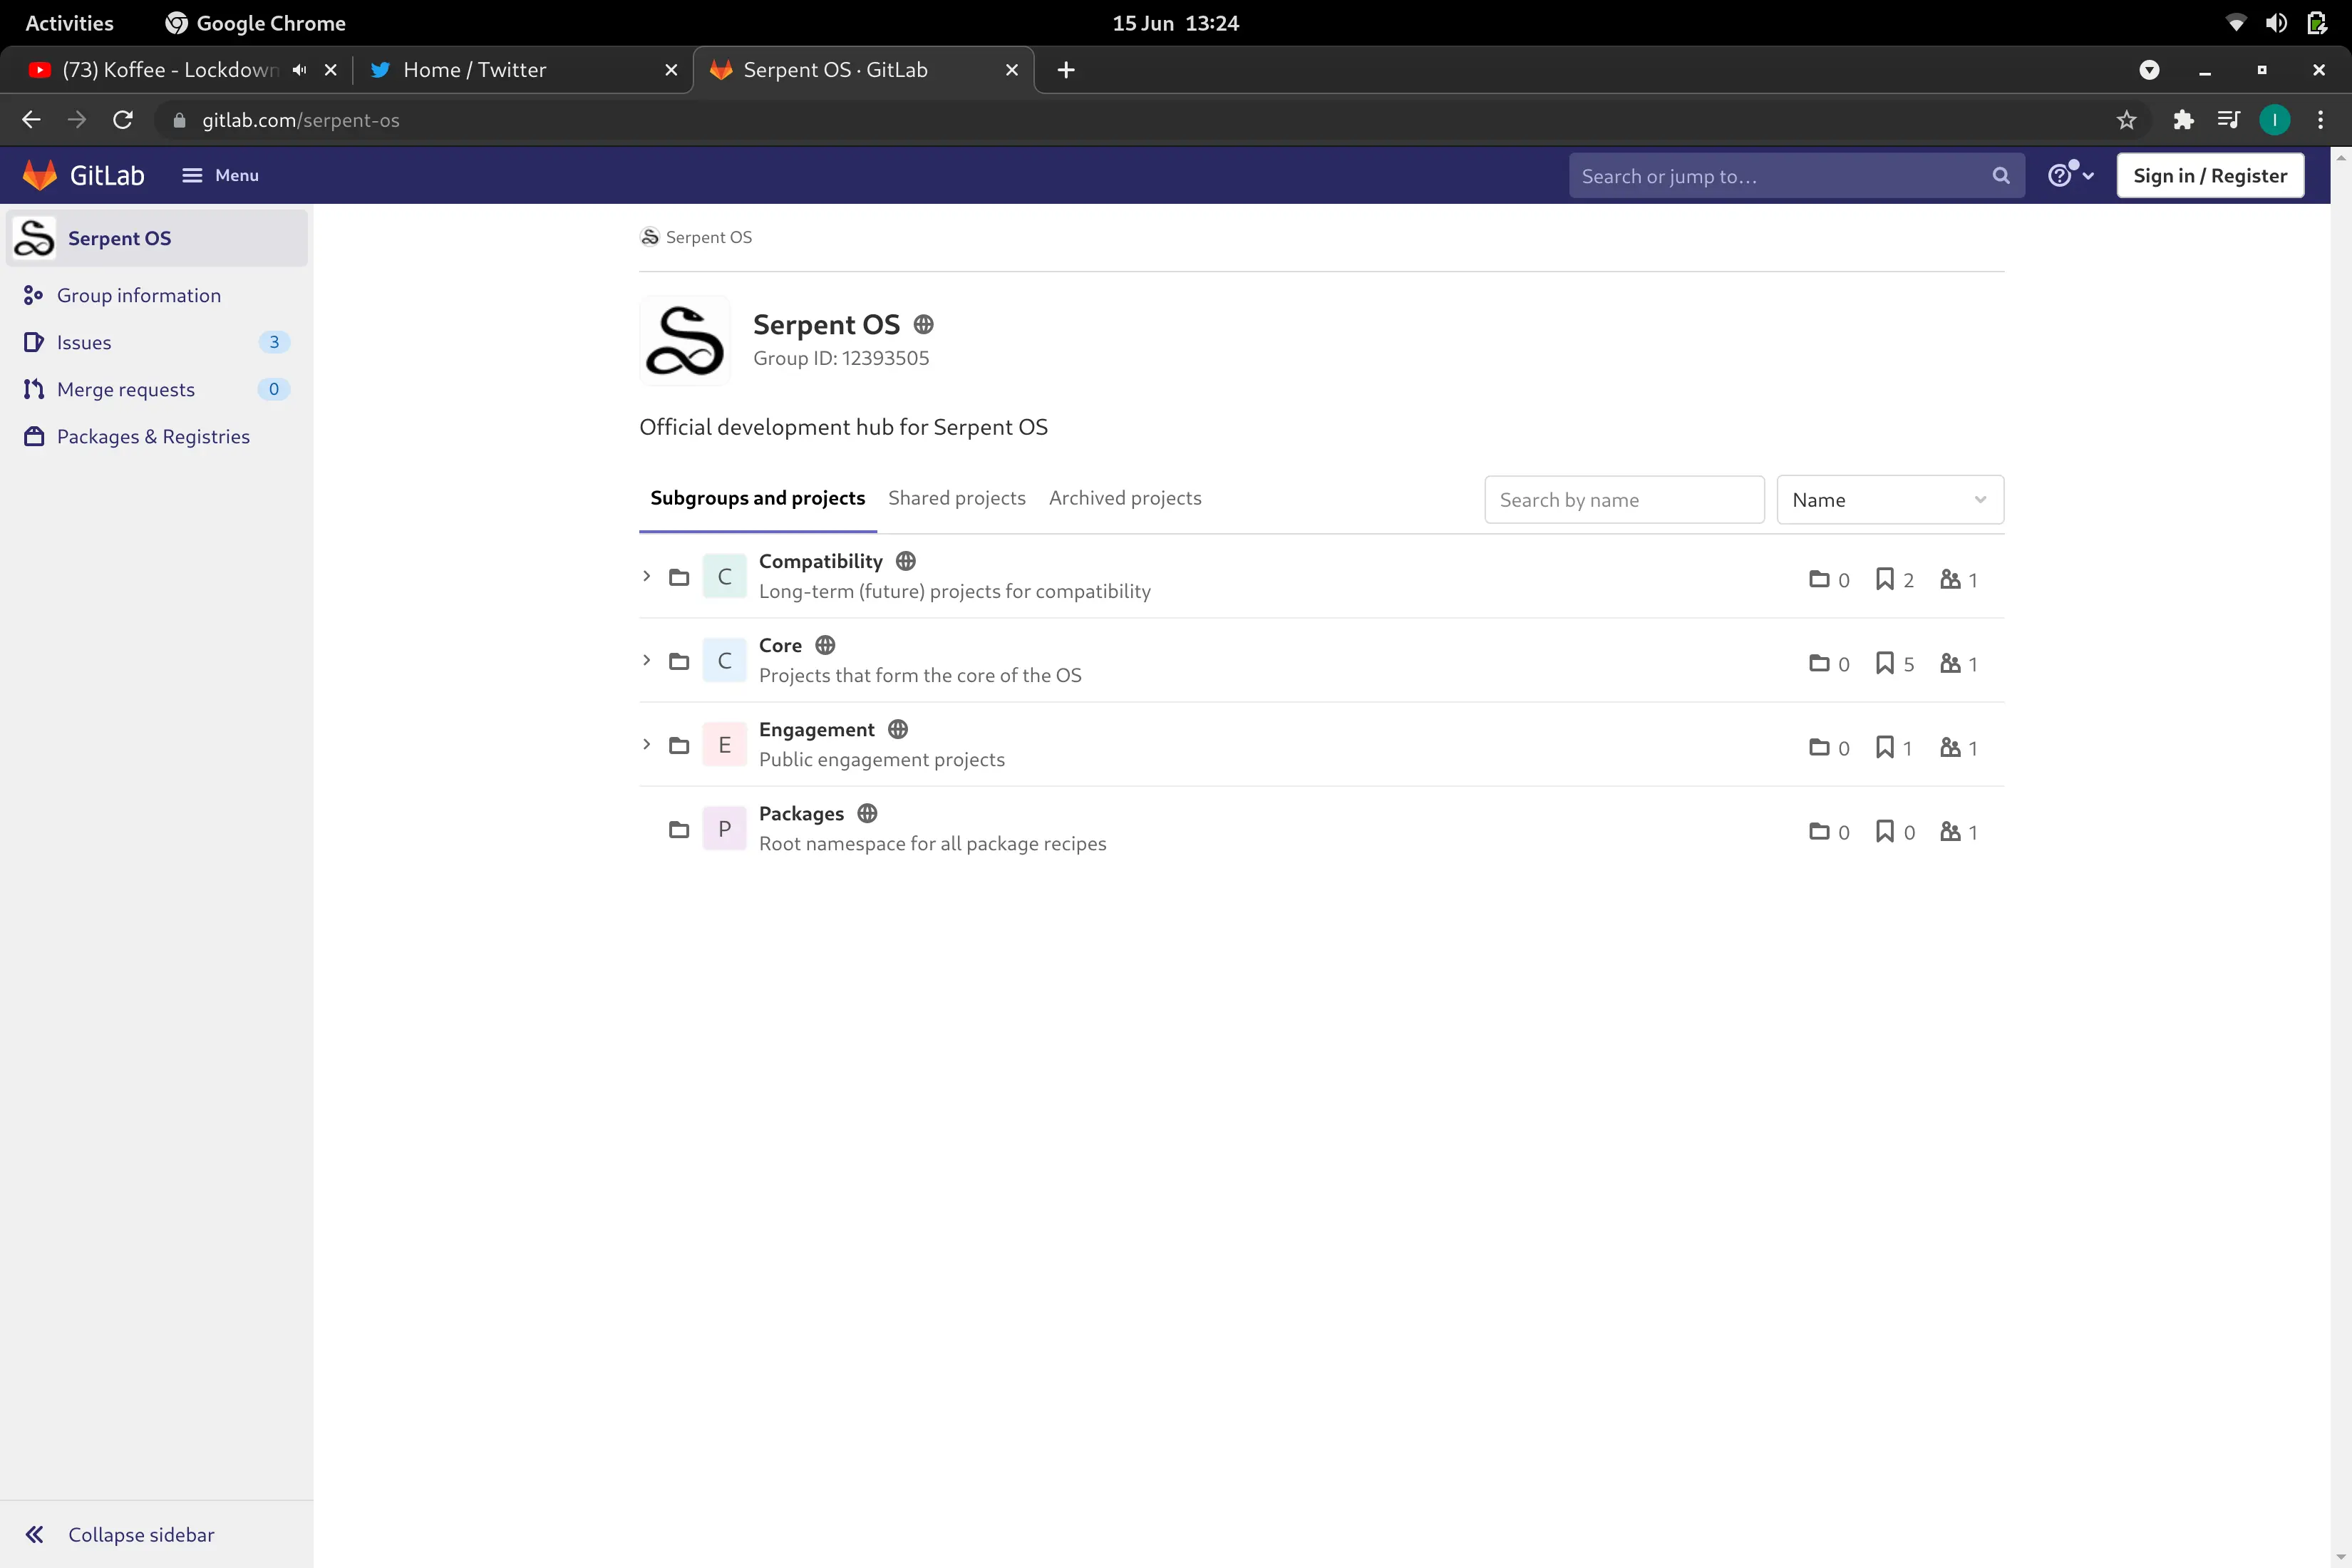 Activities
Google Chrome
15 Jun 13:24
(73) Koffee - Lockdown
Home / Twitter
Serpent OS · GitLab
gitlab.com/serpent-os
I
GitLab
Menu
Search or jump to…
Sign in / Register
Serpent OS
Group information
Issues 3
Merge requests 0
Packages & Registries
Serpent OS
Serpent OS
Group ID: 12393505
Official development hub for Serpent OS
Subgroups and projects
Shared projects
Archived projects
Search by name
Name
C
Compatibility
Long-term (future) projects for compatibility
0 2 1
C
Core
Projects that form the core of the OS
0 5 1
E
Engagement
Public engagement projects
0 1 1
P
Packages
Root namespace for all package recipes
0 0 1
Collapse sidebar